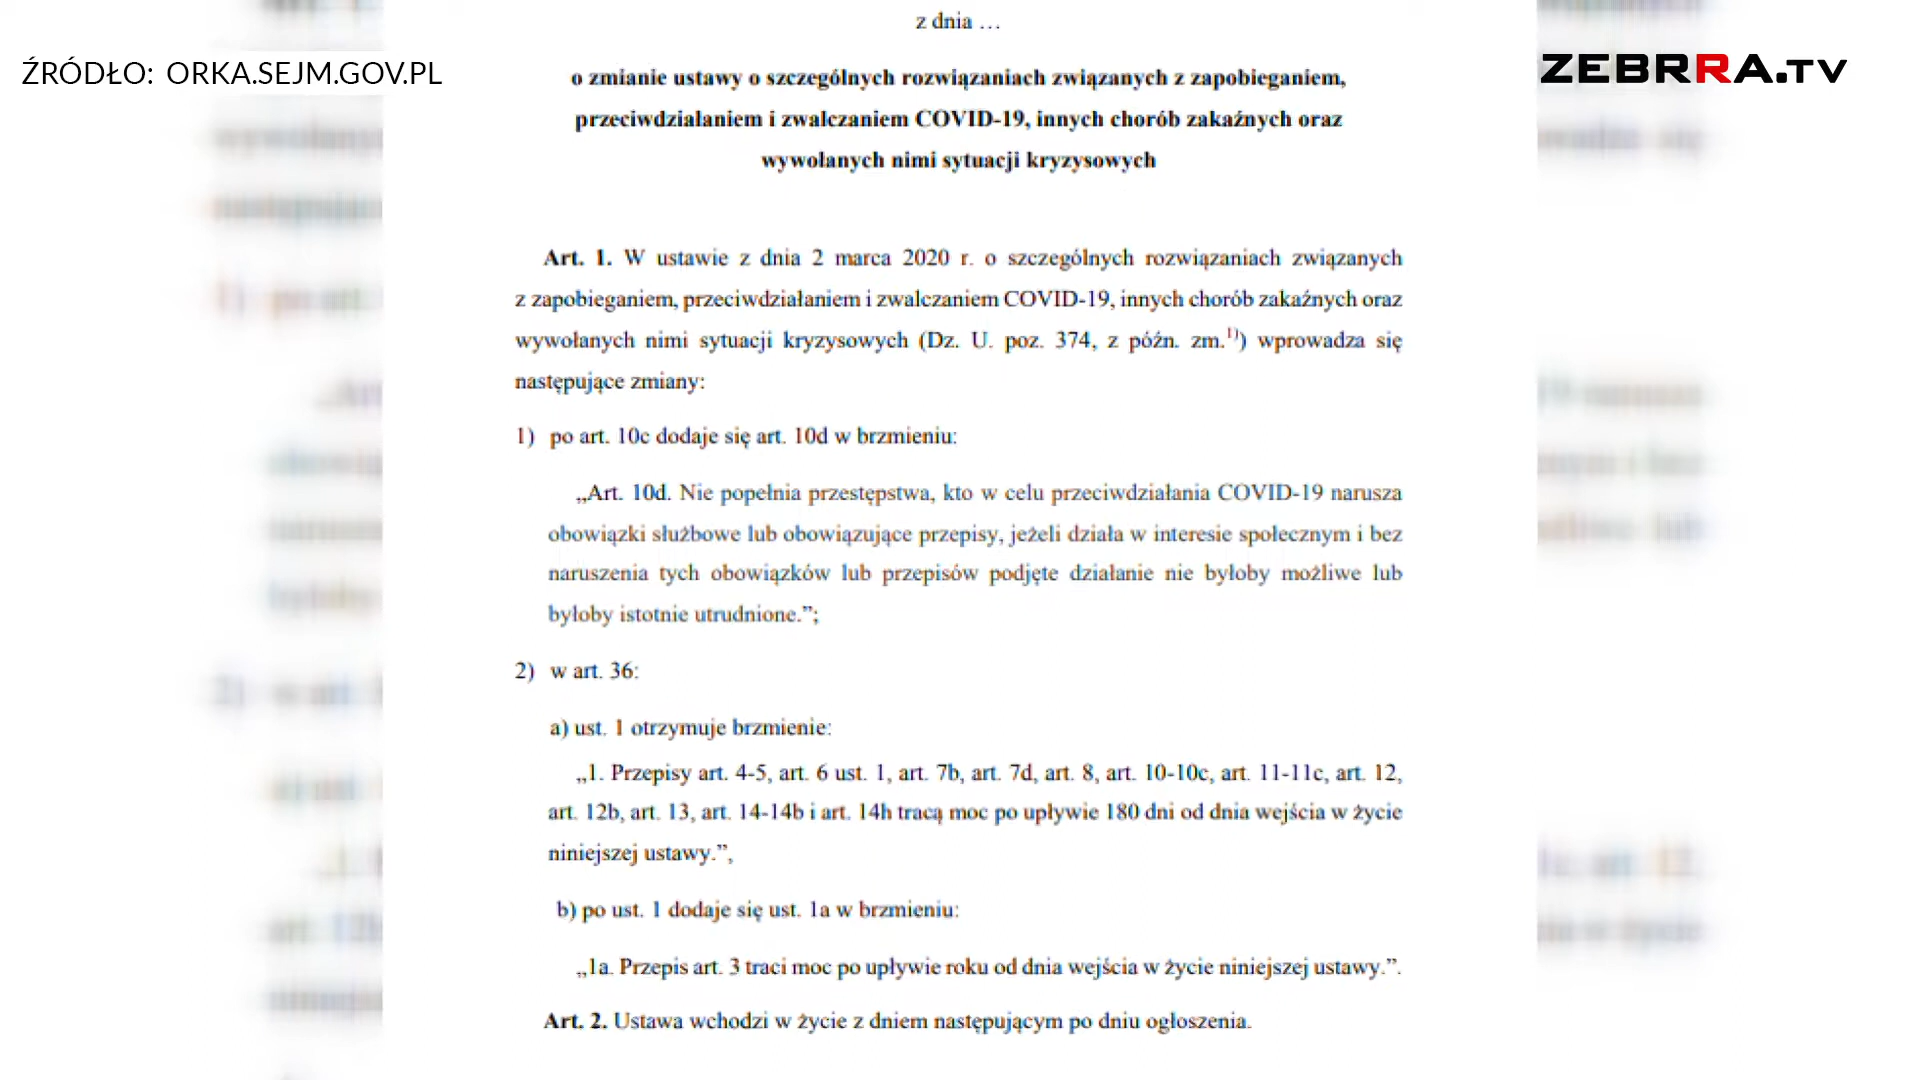 z dnia …
ŹRÓDŁO: ORKA.SEJM.GOV.PL
ZEBRRA.TV
o zmianie ustawy o szczególnych rozwiązaniach związanych z zapobieganiem,
przeciwdziałaniem i zwalczaniem COVID-19, innych chorób zakaźnych oraz
wywołanych nimi sytuacji kryzysowych
Art. 1. W ustawie z dnia 2 marca 2020 r. o szczególnych rozwiązaniach związanych
z zapobieganiem, przeciwdziałaniem i zwalczaniem COVID-19, innych chorób zakaźnych oraz
wywołanych nimi sytuacji kryzysowych (Dz. U. poz. 374, z późn. zm.¹⁾) wprowadza się
następujące zmiany:
1) po art. 10c dodaje się art. 10d w brzmieniu:
„Art. 10d. Nie popełnia przestępstwa, kto w celu przeciwdziałania COVID-19 narusza
obowiązki służbowe lub obowiązujące przepisy, jeżeli działa w interesie społecznym i bez
naruszenia tych obowiązków lub przepisów podjęte działanie nie byłoby możliwe lub
byłoby istotnie utrudnione.”;
2) w art. 36:
a) ust. 1 otrzymuje brzmienie:
„1. Przepisy art. 4-5, art. 6 ust. 1, art. 7b, art. 7d, art. 8, art. 10-10c, art. 11-11c, art. 12,
art. 12b, art. 13, art. 14-14b i art. 14h tracą moc po upływie 180 dni od dnia wejścia w życie
niniejszej ustawy.”,
b) po ust. 1 dodaje się ust. 1a w brzmieniu:
„1a. Przepis art. 3 traci moc po upływie roku od dnia wejścia w życie niniejszej ustawy.”.
Art. 2. Ustawa wchodzi w życie z dniem następującym po dniu ogłoszenia.